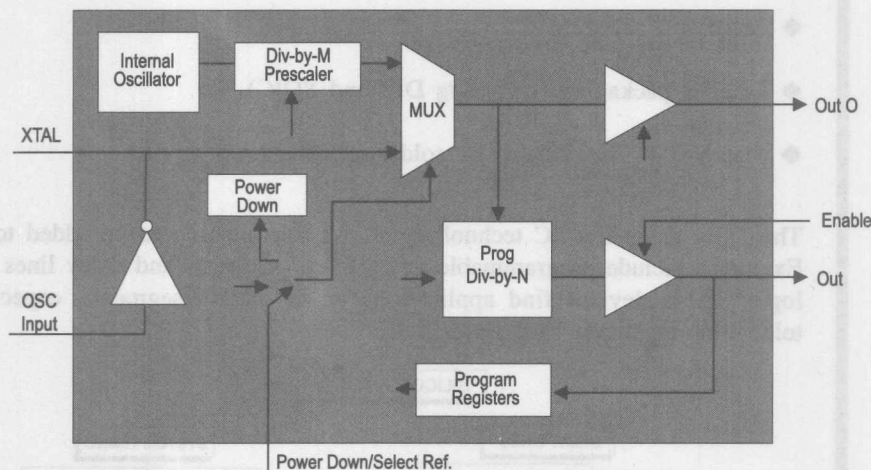 Internal
Oscillator
Div-by-M
Prescaler
MUX
Out O
XTAL
Power
Down
Enable
Prog
Div-by-N
Out
OSC
Input
Program
Registers
Power Down/Select Ref.